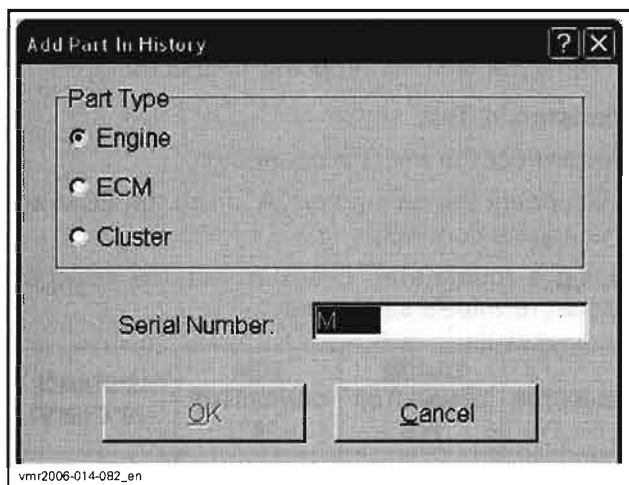 Add Part In History
Part Type
Engine
ECM
Cluster
Serial Number:
M
OK
Cancel
vmr2006-014-082_en